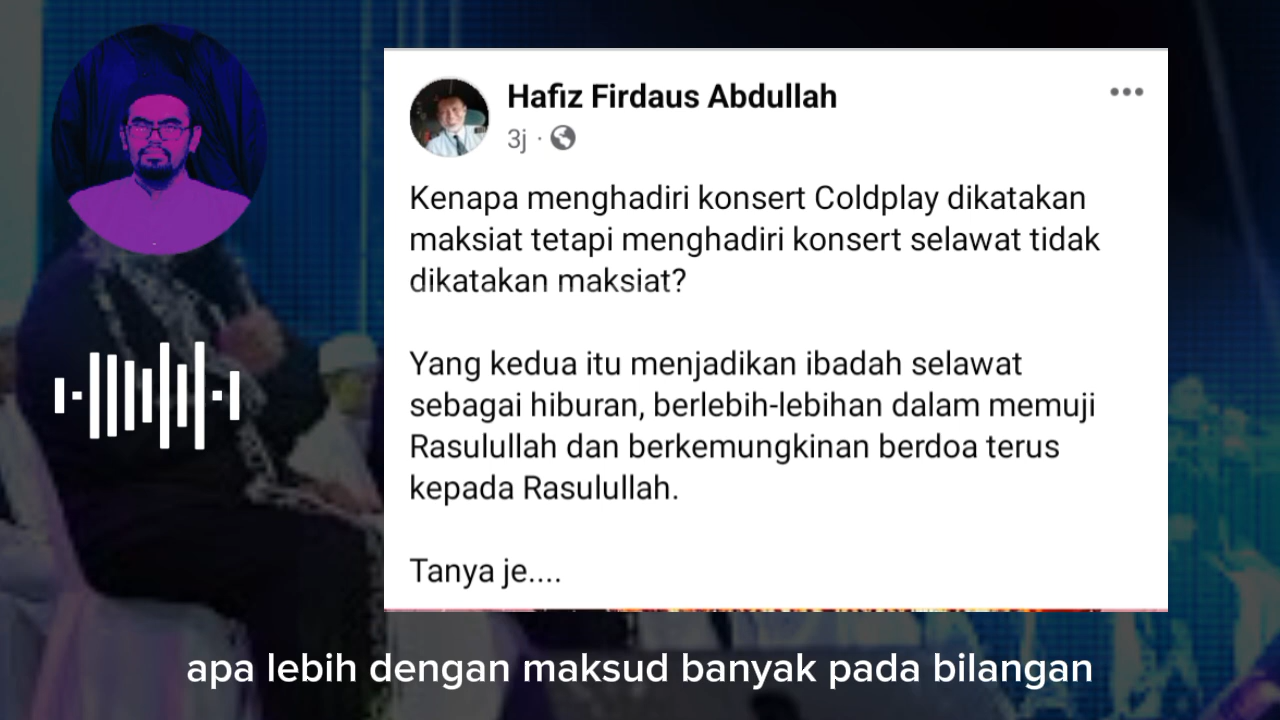 Hafiz Firdaus Abdullah
3j ·
Kenapa menghadiri konsert Coldplay dikatakan
maksiat tetapi menghadiri konsert selawat tidak
dikatakan maksiat?
Yang kedua itu menjadikan ibadah selawat
sebagai hiburan, berlebih-lebihan dalam memuji
Rasulullah dan berkemungkinan berdoa terus
kepada Rasulullah.
Tanya je....
apa lebih dengan maksud banyak pada bilangan